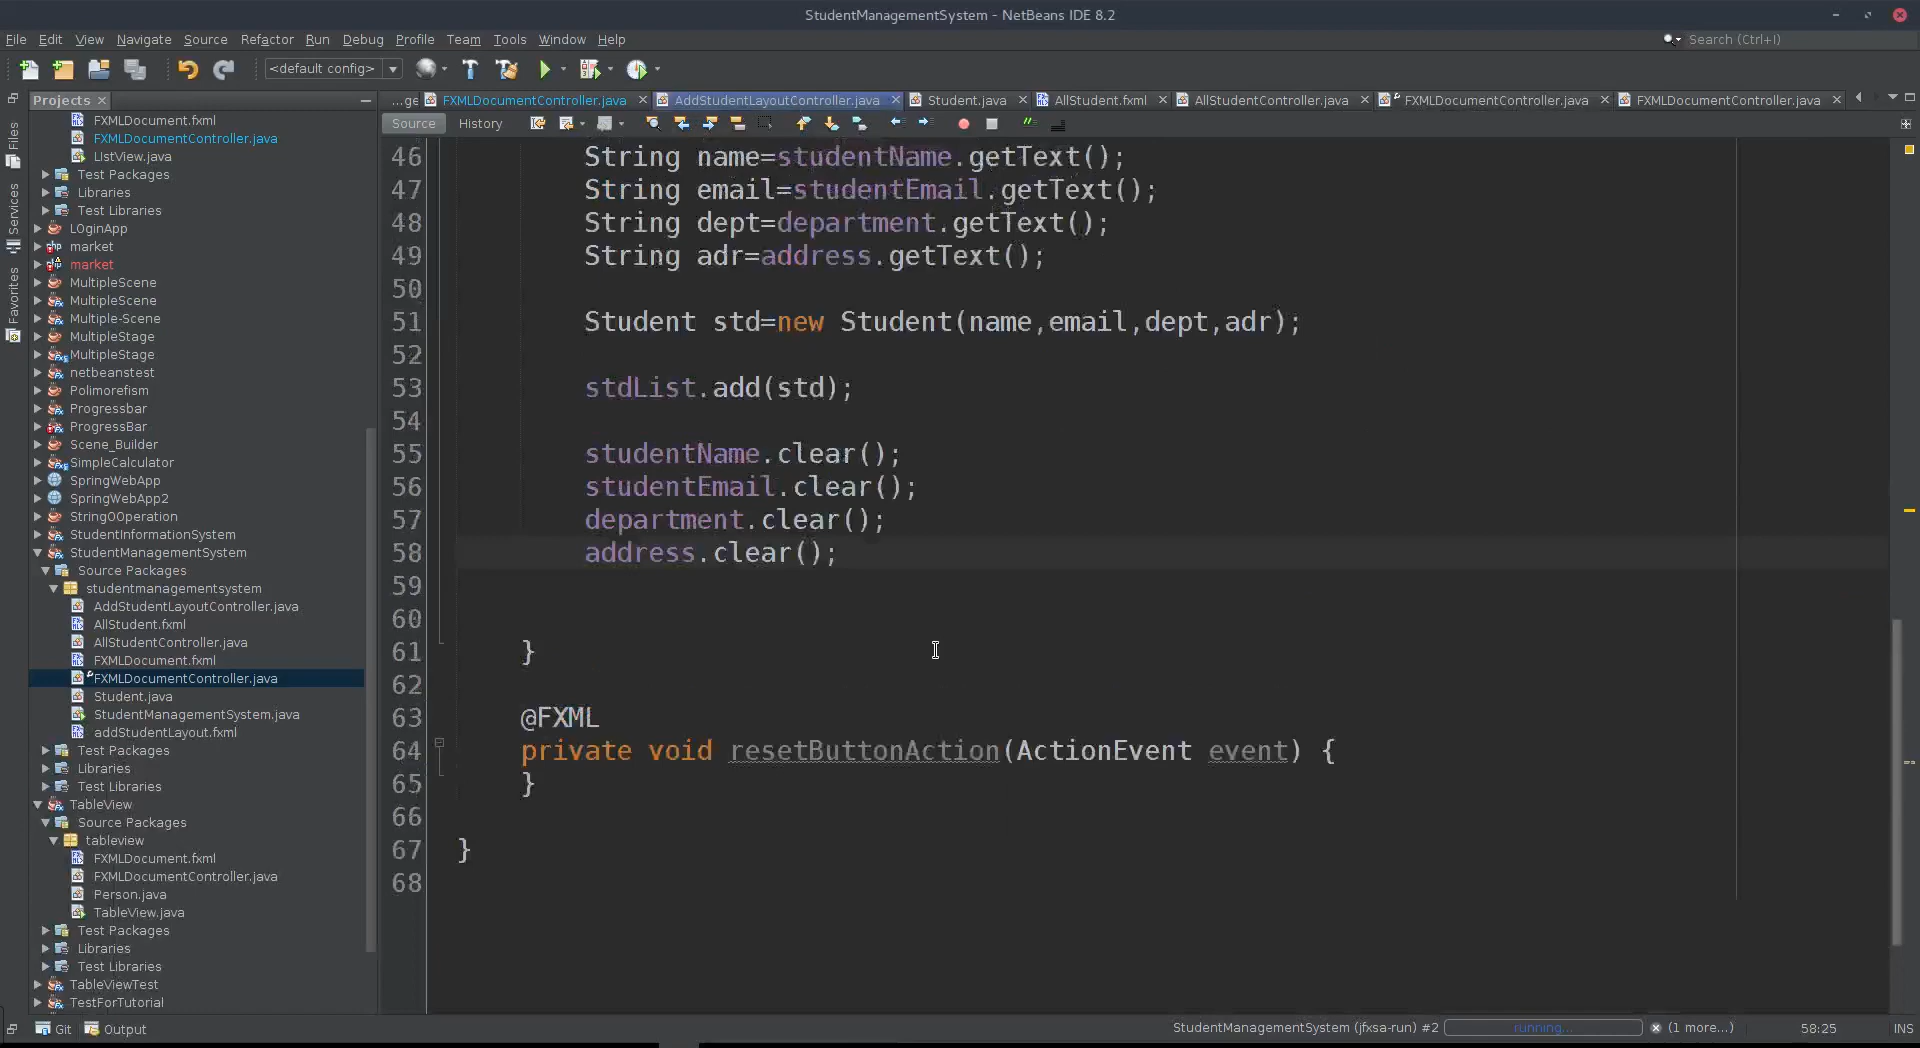 StudentManagementSystem - NetBeans IDE 8.2
File Edit View Navigate Source Refactor Run Debug Profile Team Tools Window Help
Search (Ctrl+I)
<default config>
Projects
...ge
FXMLDocumentController.java
AddStudentLayoutController.java
Student.java
AllStudent.fxml
AllStudentController.java
FXMLDocumentController.java
FXMLDocumentController.java
Source History
Files
Services
Favorites
FXMLDocument.fxml
FXMLDocumentController.java
ListView.java
Test Packages
Libraries
Test Libraries
LOginApp
market
market
MultipleScene
MultipleScene
Multiple-Scene
MultipleStage
MultipleStage
netbeanstest
Polimorefism
Progressbar
ProgressBar
Scene_Builder
SimpleCalculator
SpringWebApp
SpringWebApp2
StringOOperation
StudentInformationSystem
StudentManagementSystem
Source Packages
studentmanagementsystem
AddStudentLayoutController.java
AllStudent.fxml
AllStudentController.java
FXMLDocument.fxml
FXMLDocumentController.java
Student.java
StudentManagementSystem.java
addStudentLayout.fxml
Test Packages
Libraries
Test Libraries
TableView
Source Packages
tableview
FXMLDocument.fxml
FXMLDocumentController.java
Person.java
TableView.java
Test Packages
Libraries
Test Libraries
TableViewTest
TestForTutorial
46 String name=studentName.getText();
47 String email=studentEmail.getText();
48 String dept=department.getText();
49 String adr=address.getText();
50
51 Student std=new Student(name,email,dept,adr);
52
53 stdList.add(std);
54
55 studentName.clear();
56 studentEmail.clear();
57 department.clear();
58 address.clear();
59
60
61 }
62
63 @FXML
64 private void resetButtonAction(ActionEvent event) {
65 }
66
67 }
68
Git Output
StudentManagementSystem (jfxsa-run) #2 running... (1 more...) 58:25 INS